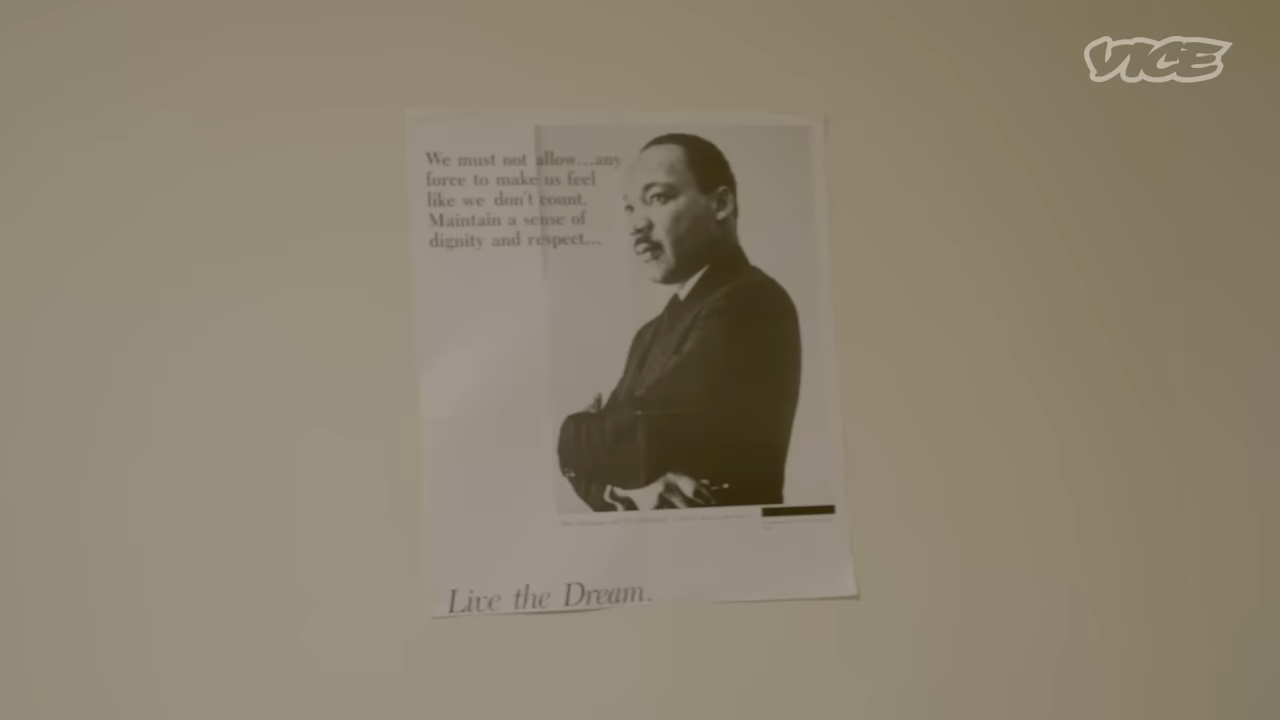 VICE
We must not allow...any
force to make us feel
like we don't count.
Maintain a sense of
dignity and respect...
Live the Dream.